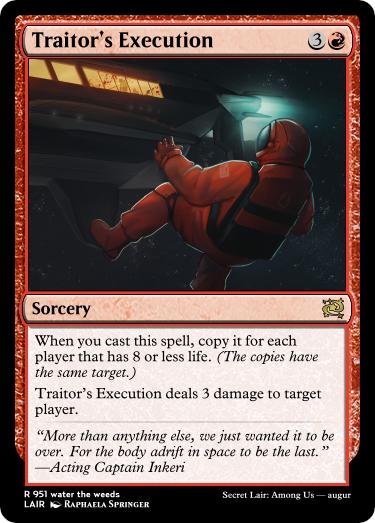 Traitor's Execution 3
Sorcery
When you cast this spell, copy it for each
player that has 8 or less life. (The copies have
the same target.)
Traitor's Execution deals 3 damage to target
player.
"More than anything else, we just wanted it to be
over. For the body adrift in space to be the last."
—Acting Captain Inkeri
R 951 water the weeds
LAIR Raphaela Springer
Secret Lair: Among Us — augur